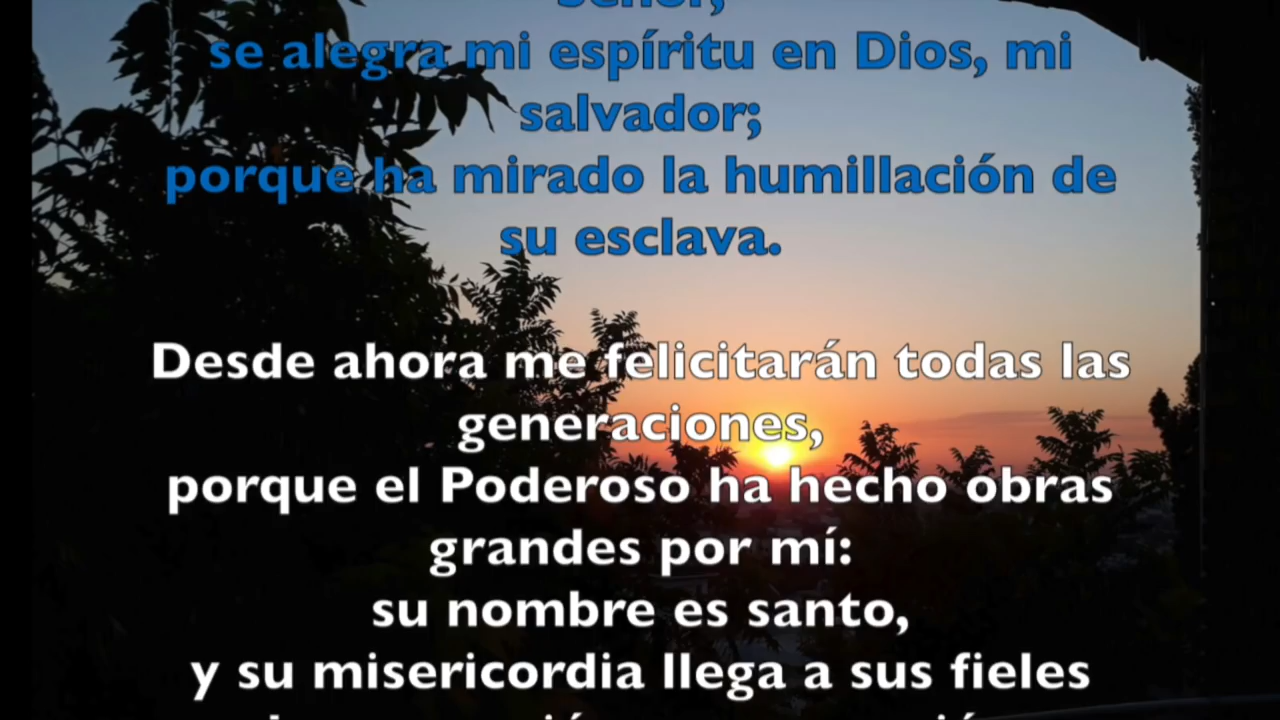 Señor,
se alegra mi espíritu en Dios, mi
salvador;
porque ha mirado la humillación de
su esclava.
Desde ahora me felicitarán todas las
generaciones,
porque el Poderoso ha hecho obras
grandes por mí:
su nombre es santo,
y su misericordia llega a sus fieles